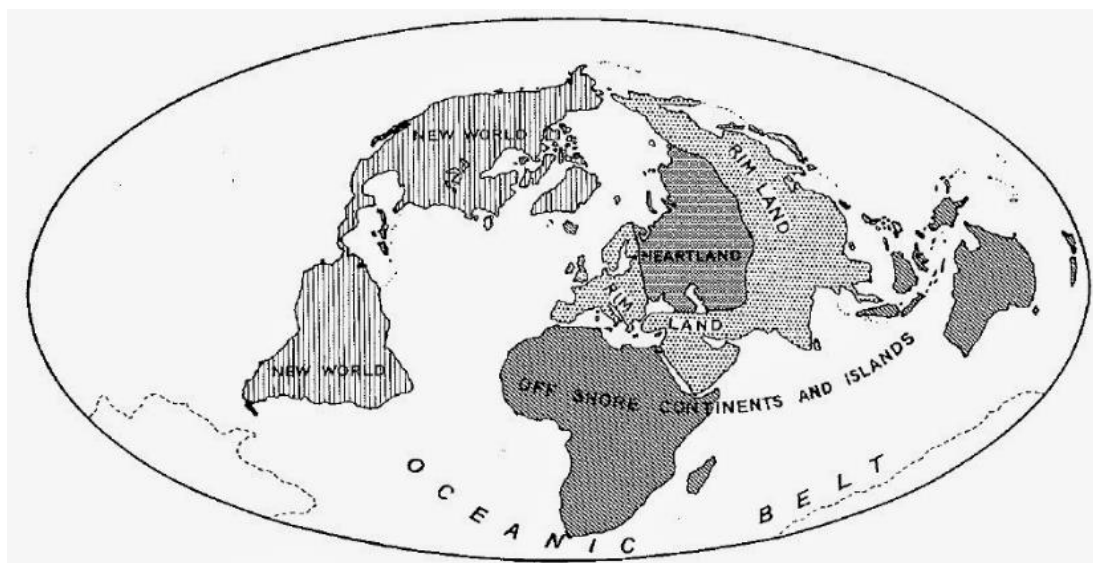 NEW WORLD
RIM LAND
HEARTLAND
RIM
LAND
NEW WORLD
OFF SHORE CONTINENTS AND ISLANDS
OCEANIC BELT